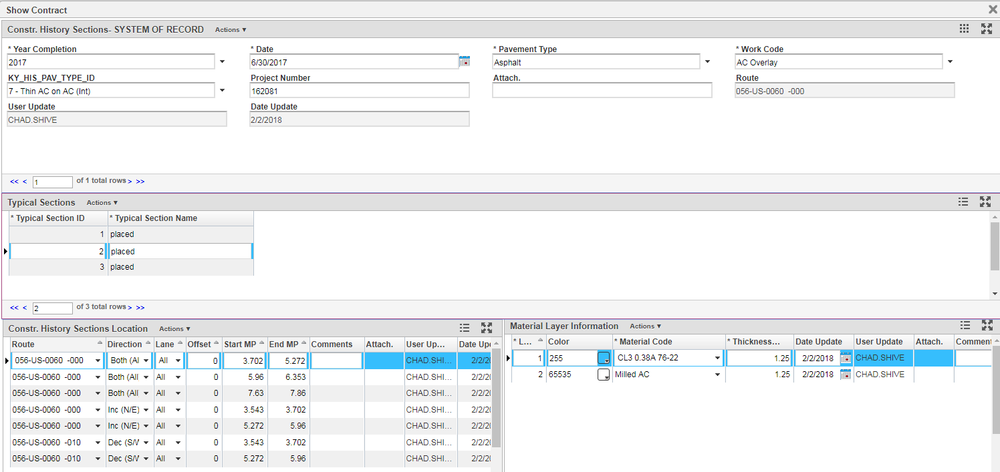 Show Contract
Constr. History Sections- SYSTEM OF RECORD Actions ▾
* Year Completion * Date * Pavement Type * Work Code
2017 6/30/2017 Asphalt AC Overlay
KY_HIS_PAV_TYPE_ID Project Number Attach. Route
7 - Thin AC on AC (Int) 162081 056-US-0060 -000
User Update Date Update
CHAD.SHIVE 2/2/2018
<< < 1 of 1 total rows > >>
Typical Sections Actions ▾
* Typical Section ID * Typical Section Name
1 placed
2 placed
3 placed
<< < 2 of 3 total rows > >>
Constr. History Sections Location Actions ▾
Route Direction Lane Offset Start MP End MP Comments Attach. User Up... Date Up
056-US-0060 -000 Both (Al All 0 3.702 5.272 CHAD.SHI... 2/2/20
056-US-0060 -000 Both (All All 0 5.96 6.353 CHAD.SHI... 2/2/20
056-US-0060 -000 Both (All All 0 7.63 7.86 CHAD.SHI... 2/2/20
056-US-0060 -000 Inc (N/E) All 0 3.543 3.702 CHAD.SHI... 2/2/20
056-US-0060 -000 Inc (N/E) All 0 5.272 5.96 CHAD.SHI... 2/2/20
056-US-0060 -010 Dec (S/W All 0 3.543 3.702 CHAD.SHI... 2/2/20
056-US-0060 -010 Dec (S/W All 0 5.272 5.96 CHAD.SHI... 2/2/20
Material Layer Information Actions ▾
* L... Color * Material Code * Thickness... Date Update User Update Attach. Comment
1 255 CL3 0.38A 76-22 1.25 2/2/2018 CHAD.SHIVE
2 65535 Milled AC 1.25 2/2/2018 CHAD.SHIVE